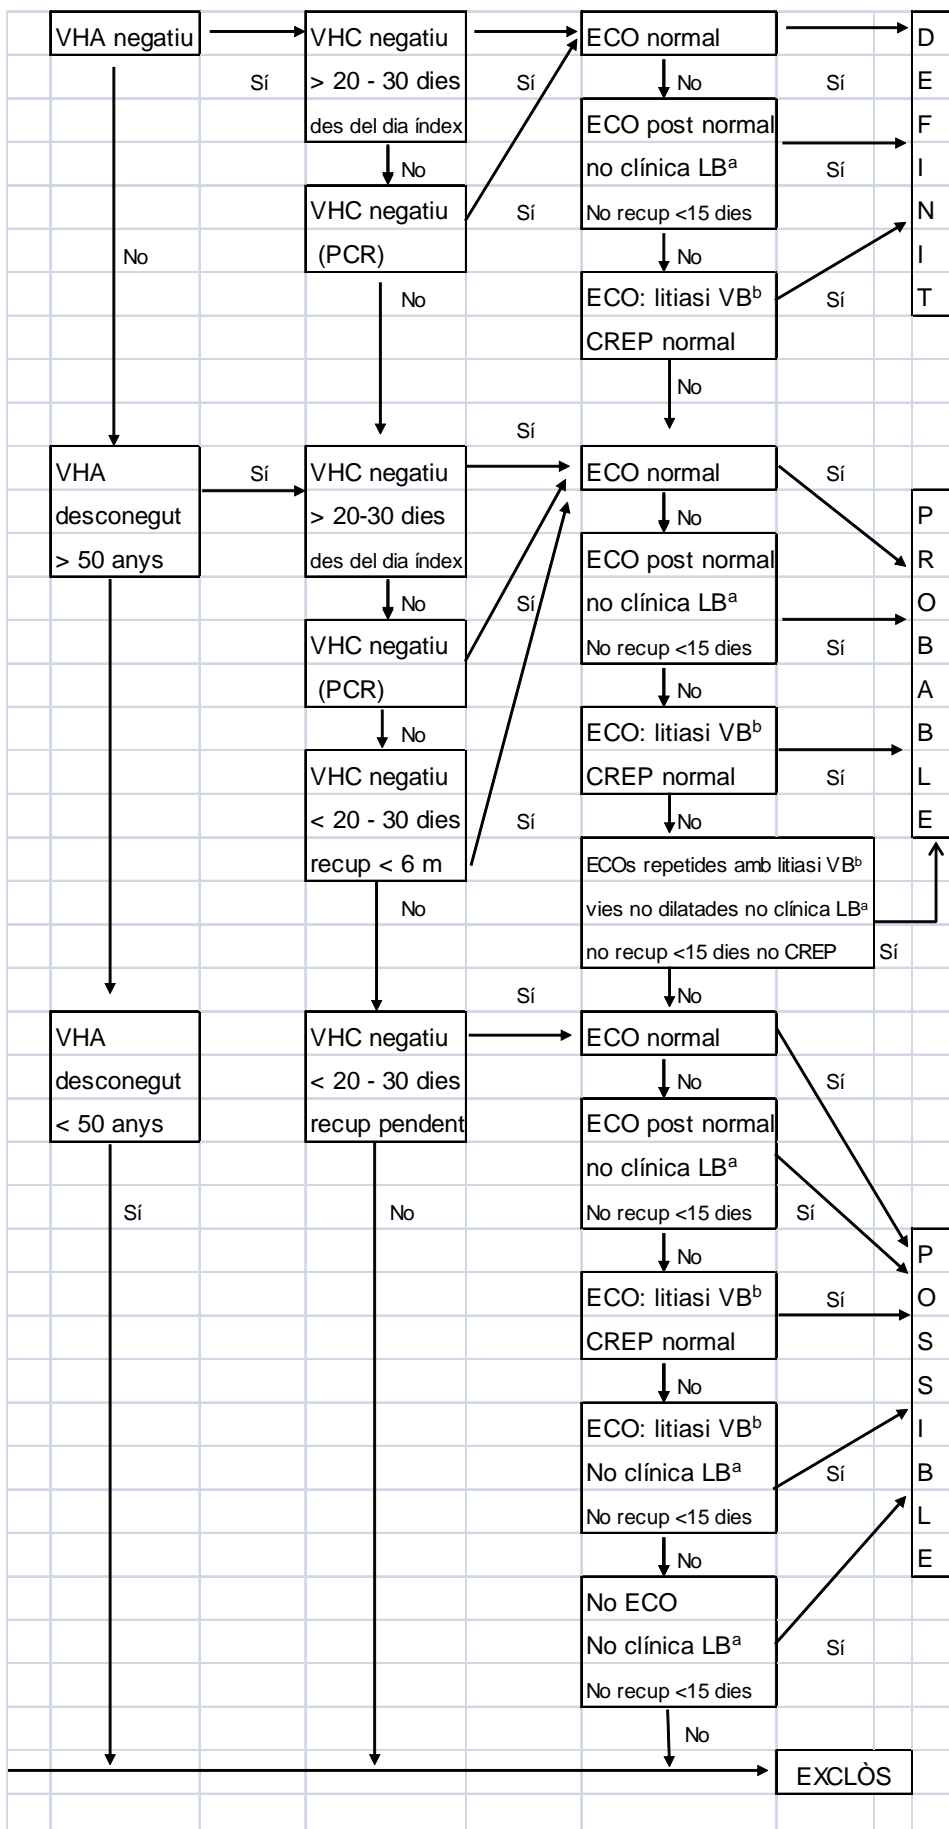 VHA negatiu
VHC negatiu
> 20 - 30 dies
des del dia índex
ECO normal
Sí
Sí
No
Sí
ECO post normal
no clínica LBª
No recup <15 dies
Sí
No
VHC negatiu
(PCR)
Sí
No
No
No
ECO: litiasi VBᵇ
CREP normal
Sí
No
D
E
F
I
N
I
T
VHA
desconegut
> 50 anys
Sí
VHC negatiu
> 20-30 dies
des del dia índex
Sí
ECO normal
Sí
No
ECO post normal
no clínica LBª
No recup <15 dies
Sí
No
Sí
VHC negatiu
(PCR)
No
No
ECO: litiasi VBᵇ
CREP normal
Sí
VHC negatiu
< 20 - 30 dies
recup < 6 m
Sí
No
No
ECOs repetides amb litiasi VBᵇ
vies no dilatades no clínica LBª
no recup <15 dies no CREP
Sí
P
R
O
B
A
B
L
E
No
VHA
desconegut
< 50 anys
VHC negatiu
< 20 - 30 dies
recup pendent
Sí
ECO normal
No
Sí
ECO post normal
no clínica LBª
No recup <15 dies
Sí
Sí
No
No
ECO: litiasi VBᵇ
CREP normal
Sí
No
ECO: litiasi VBᵇ
No clínica LBª
No recup <15 dies
Sí
No
No ECO
No clínica LBª
No recup <15 dies
Sí
No
P
O
S
S
I
B
L
E
EXCLÒS